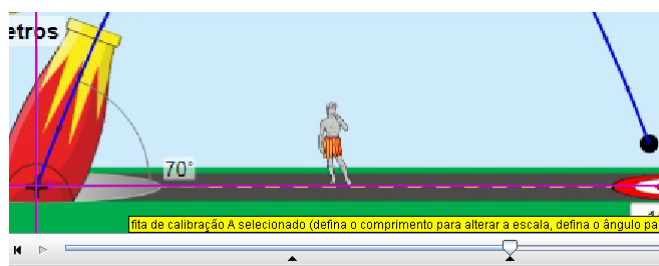 etros
70°
fita de calibração A selecionado (defina o comprimento para alterar a escala, defina o ângulo pa